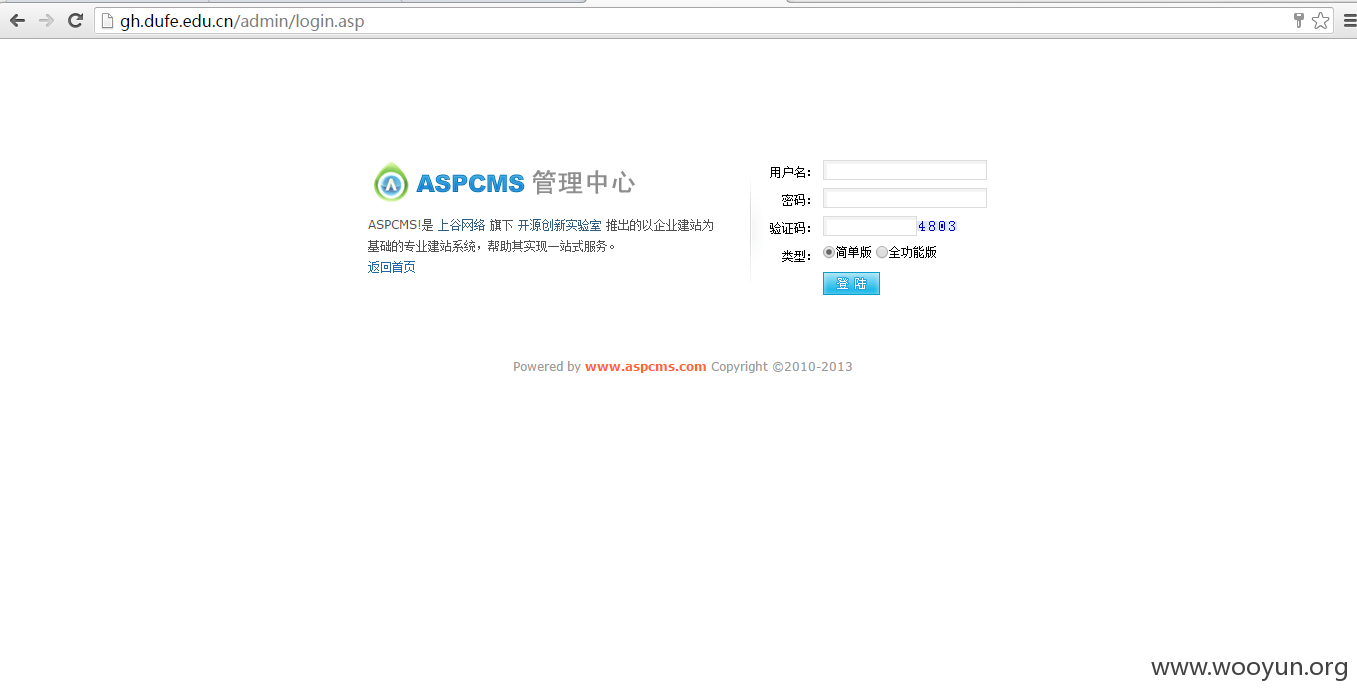 gh.dufe.edu.cn/admin/login.asp
ASPCMS 管理中心
ASPCMS!是 上谷网络 旗下 开源创新实验室 推出的以企业建站为
基础的专业建站系统，帮助其实现一站式服务。
返回首页
用户名：
密码：
验证码： 4803
类型： 简单版 全功能版
登 陆
Powered by www.aspcms.com Copyright ©2010-2013
www.wooyun.org